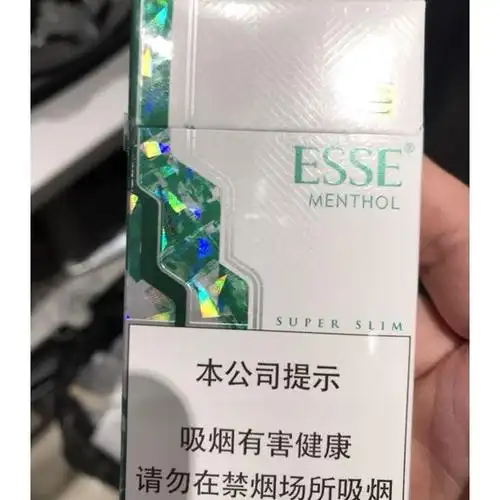 ESSE®
MENTHOL
SUPER SLIM
本公司提示
吸烟有害健康
请勿在禁烟场所吸烟